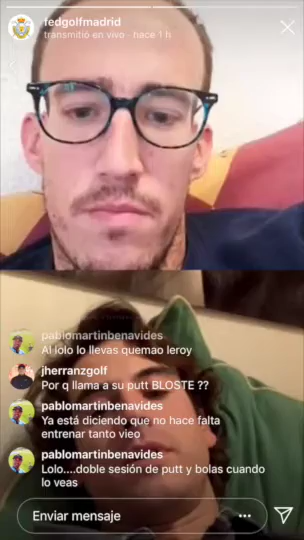 fedgolfmadrid
transmitió en vivo · hace 1 h
pablomartinbenavides
Al lolo lo llevas quemao leroy
jherranzgolf
Por q llama a su putt BLOSTE ??
pablomartinbenavides
Ya está diciendo que no hace falta
entrenar tanto vieo
pablomartinbenavides
Lolo....doble sesión de putt y bolas cuando
lo veas
Enviar mensaje